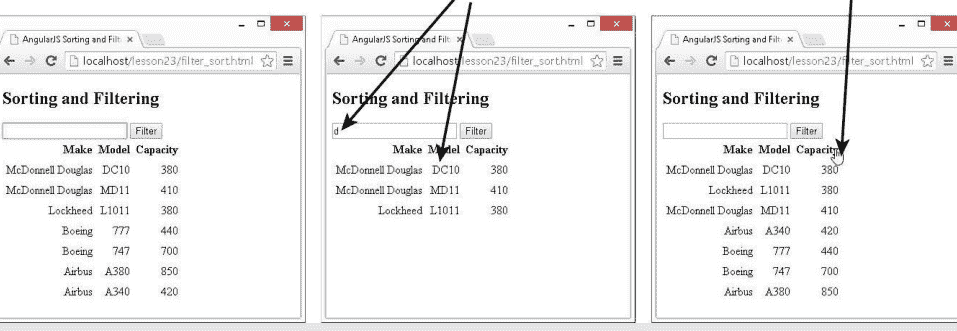 AngularJS Sorting and Filt
localhost/lesson23/filter_sort.html
Sorting and Filtering
Filter
Make Model Capacity
McDonnell Douglas DC10 380
McDonnell Douglas MD11 410
Lockheed L1011 380
Boeing 777 440
Boeing 747 700
Airbus A380 850
Airbus A340 420
AngularJS Sorting and Filt
localhost/lesson23/filter_sort.html
Sorting and Filtering
d Filter
Make Model Capacity
McDonnell Douglas DC10 380
McDonnell Douglas MD11 410
Lockheed L1011 380
AngularJS Sorting and Filt
localhost/lesson23/filter_sort.html
Sorting and Filtering
Filter
Make Model Capacity
McDonnell Douglas DC10 380
Lockheed L1011 380
McDonnell Douglas MD11 410
Airbus A340 420
Boeing 777 440
Boeing 747 700
Airbus A380 850